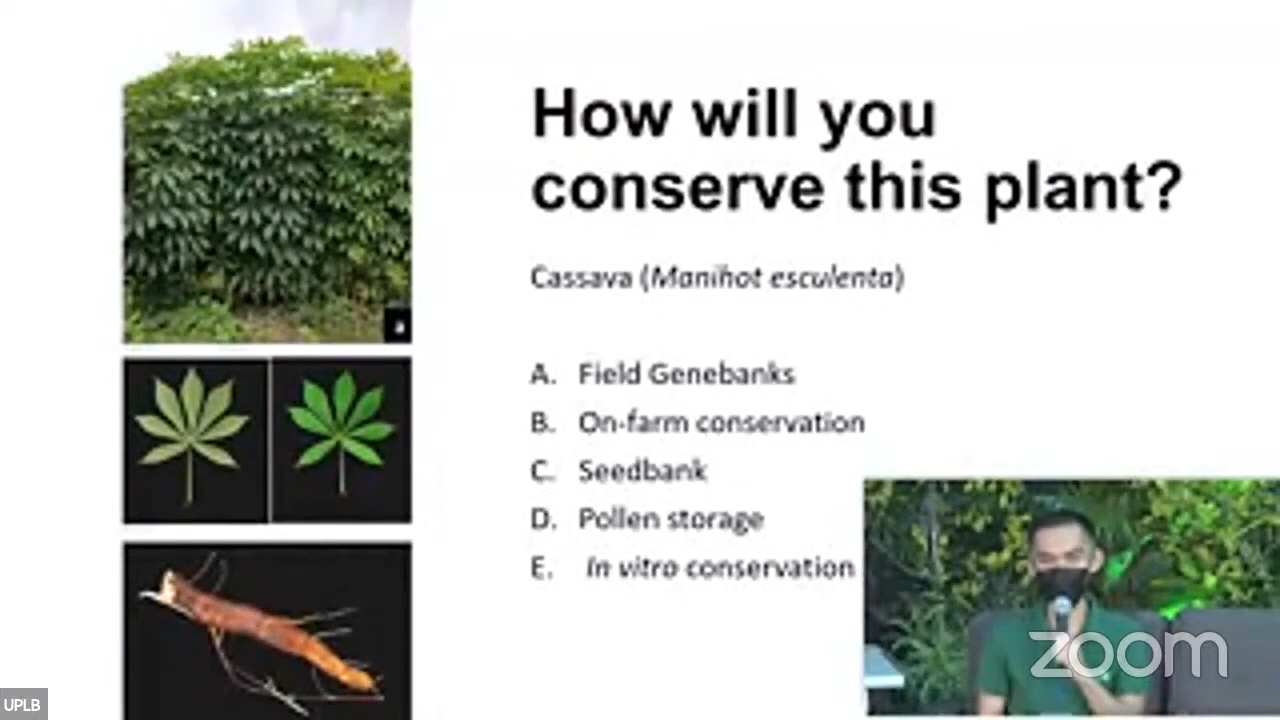 How will you
conserve this plant?
Cassava (Manihot esculenta)
A. Field Genebanks
B. On-farm conservation
C. Seedbank
D. Pollen storage
E. In vitro conservation
a
zoom
UPLB